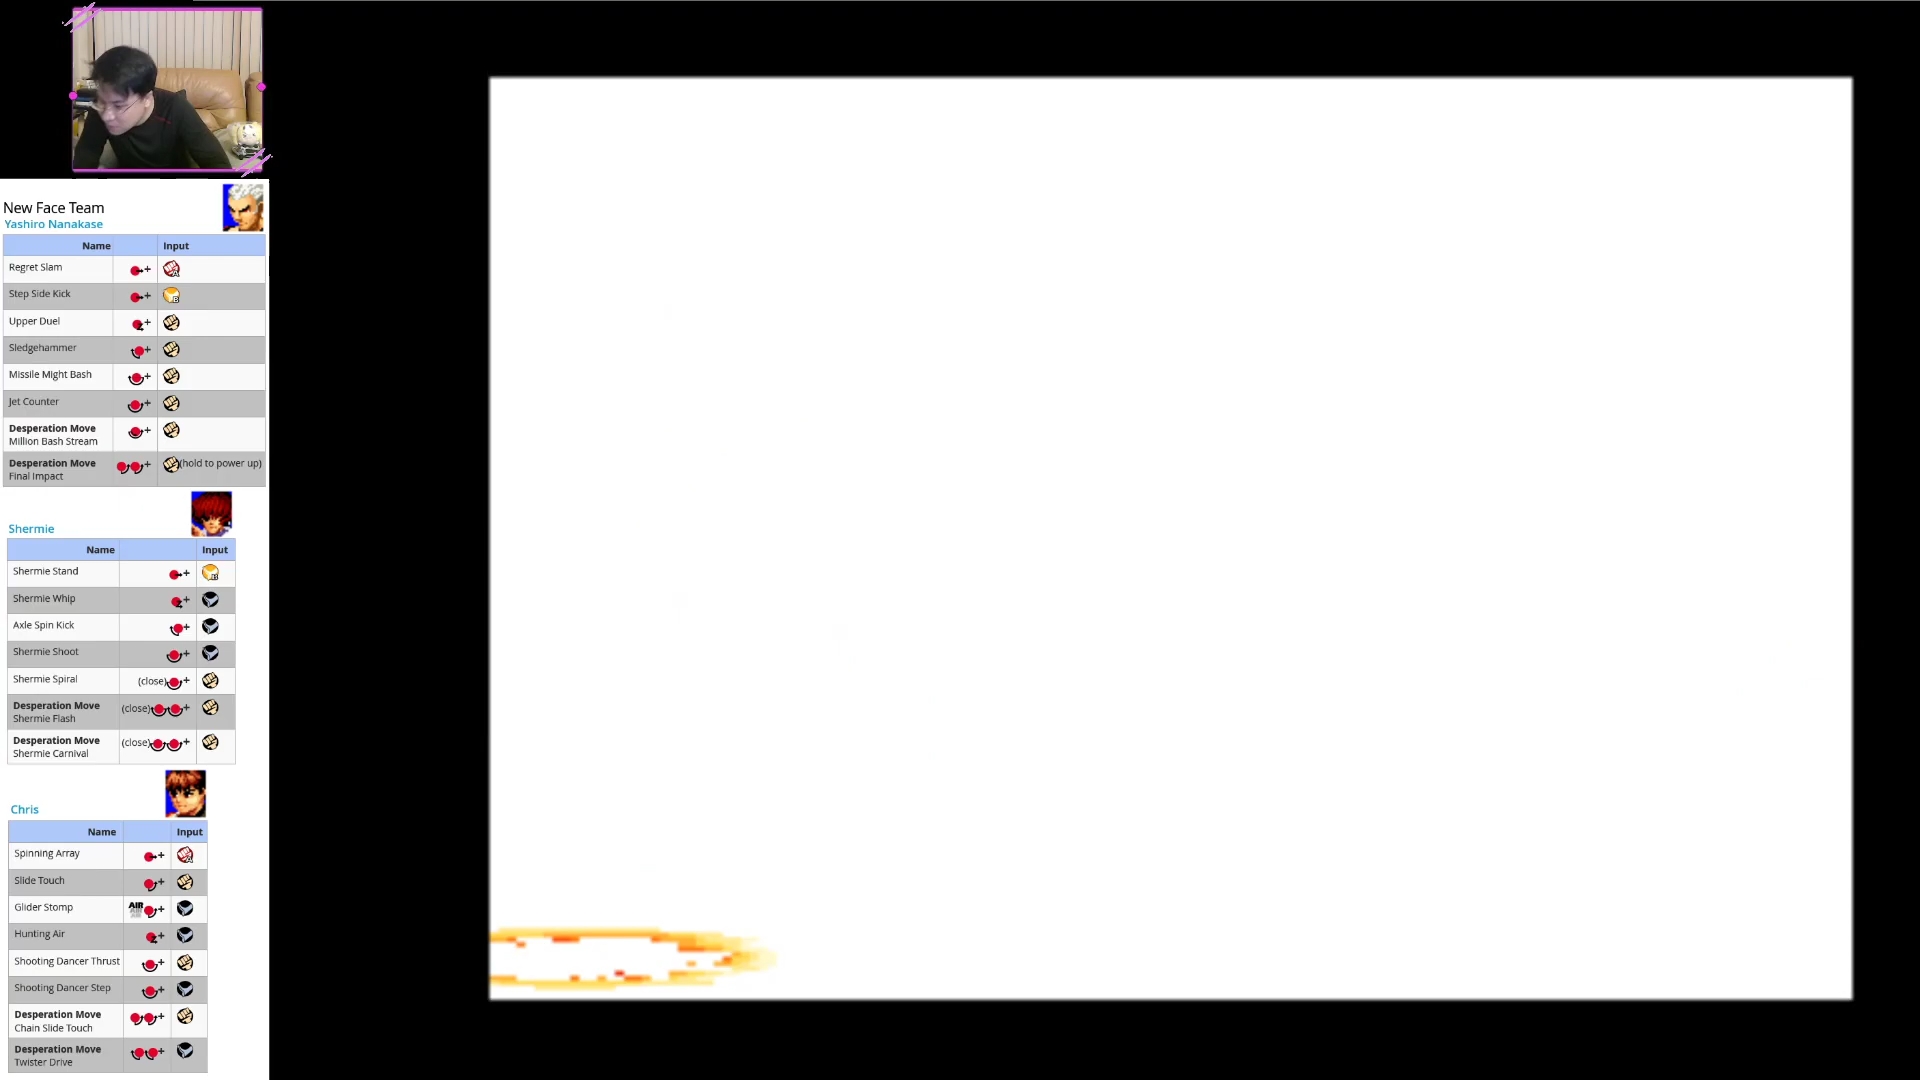 New Face Team
Yashiro Nanakase
Name Input
Regret Slam + A
Step Side Kick + B
Upper Duel +
Sledgehammer +
Missile Might Bash +
Jet Counter +
Desperation Move
Million Bash Stream +
Desperation Move
Final Impact + (hold to power up)
Shermie
Name Input
Shermie Stand + B
Shermie Whip +
Axle Spin Kick +
Shermie Shoot +
Shermie Spiral (close) +
Desperation Move
Shermie Flash (close) +
Desperation Move
Shermie Carnival (close) +
Chris
Name Input
Spinning Array + A
Slide Touch +
Glider Stomp AIR +
Hunting Air +
Shooting Dancer Thrust +
Shooting Dancer Step +
Desperation Move
Chain Slide Touch +
Desperation Move
Twister Drive +